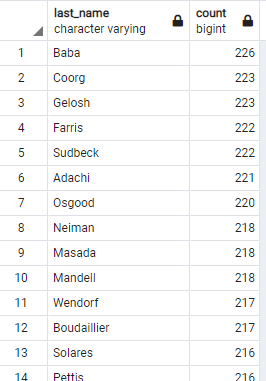 last_name count
character varying bigint
1 Baba 226
2 Coorg 223
3 Gelosh 223
4 Farris 222
5 Sudbeck 222
6 Adachi 221
7 Osgood 220
8 Neiman 218
9 Masada 218
10 Mandell 218
11 Wendorf 217
12 Boudaillier 217
13 Solares 216
14 Pettis 216